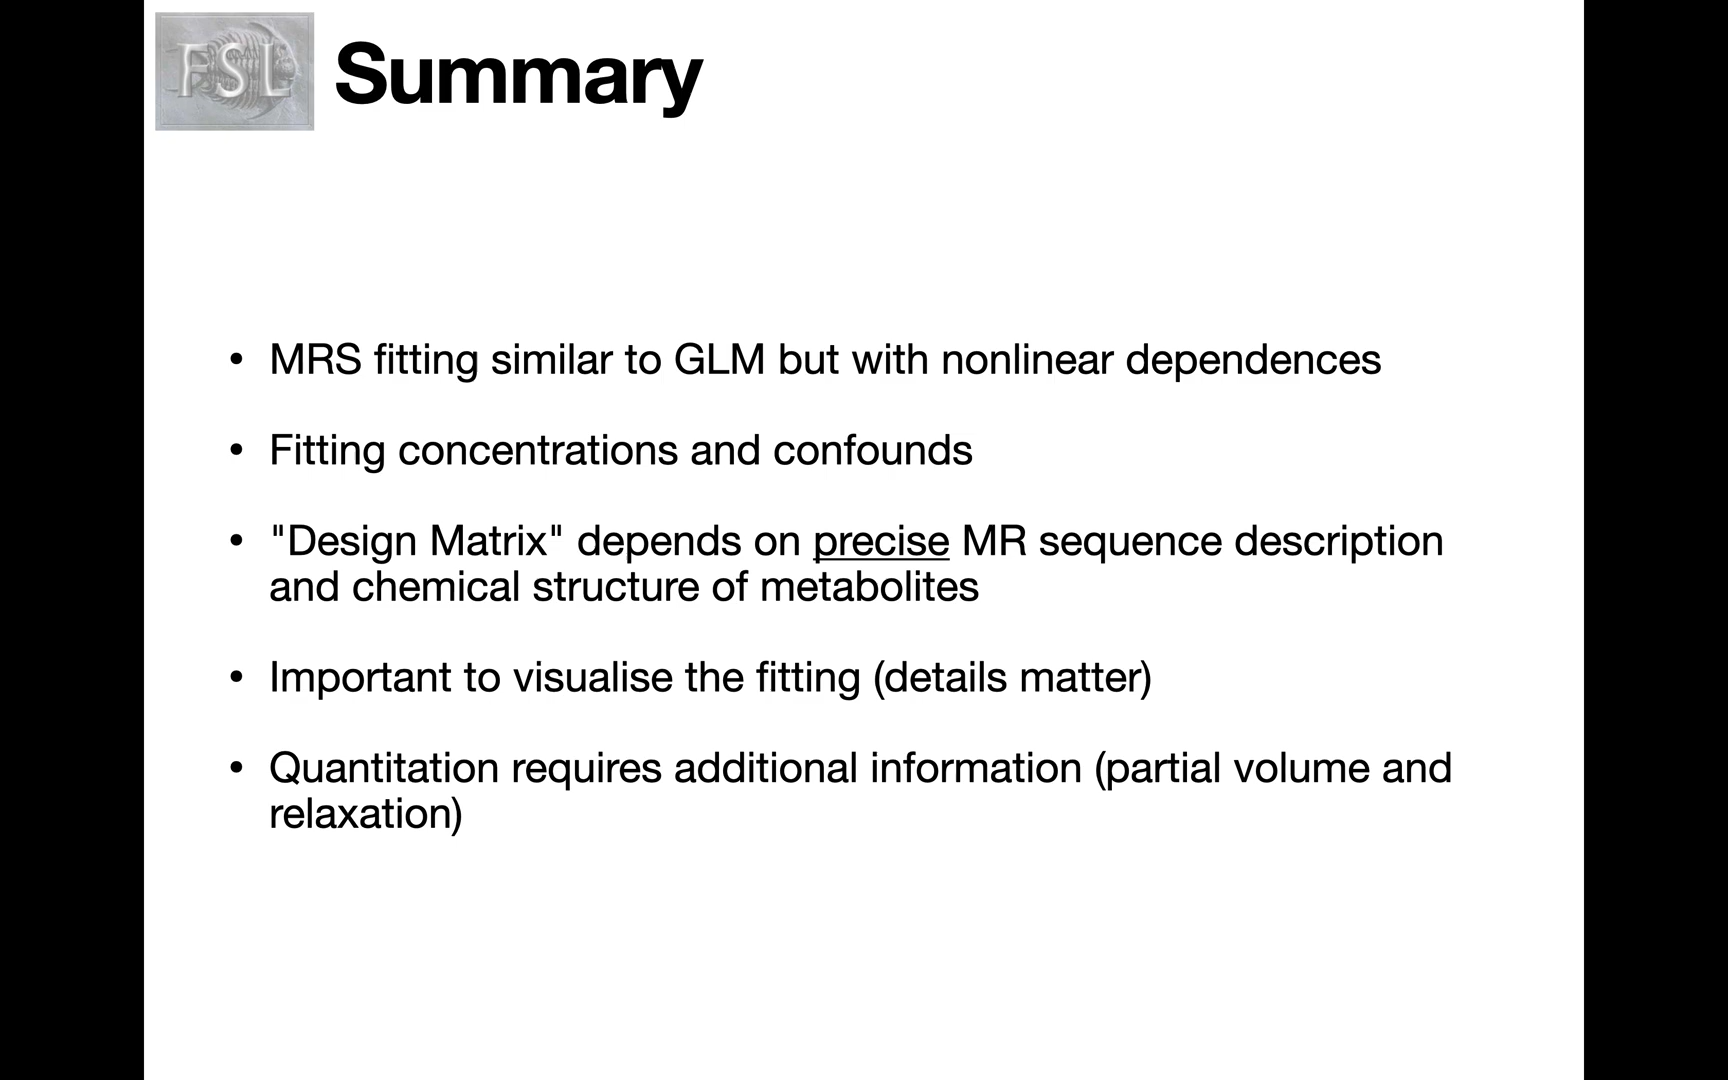 FSL
Summary
• MRS fitting similar to GLM but with nonlinear dependences
• Fitting concentrations and confounds
• "Design Matrix" depends on precise MR sequence description
and chemical structure of metabolites
• Important to visualise the fitting (details matter)
• Quantitation requires additional information (partial volume and
relaxation)